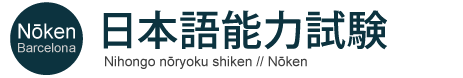 Nōken
Barcelona
日本語能力試験
Nihongo nōryoku shiken // Nōken